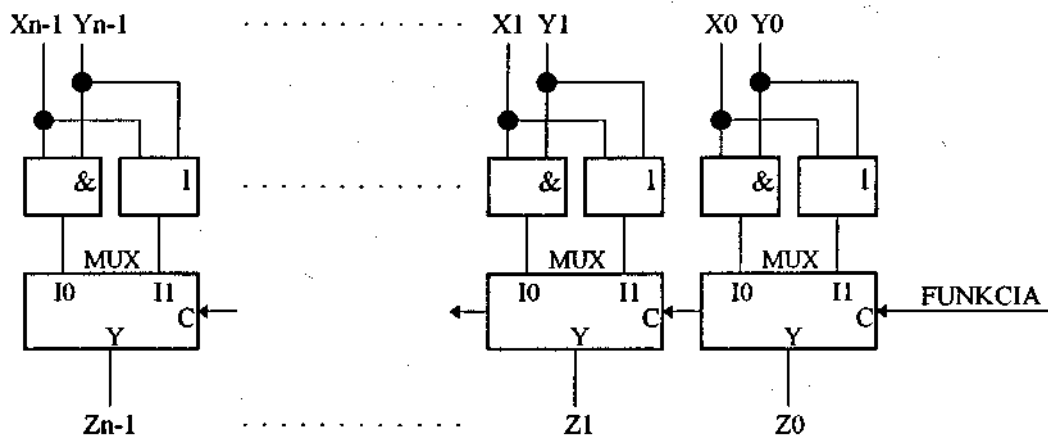 Xn-1 Yn-1 . . . . . . . . . . . . X1 Y1 X0 Y0
& 1 . . . . . . . . . . . . & 1 & 1
MUX MUX MUX
I0 I1 I0 I1 I0 I1 FUNKCIA
C C C
Y Y Y
Zn-1 . . . . . . . . . . . . Z1 Z0